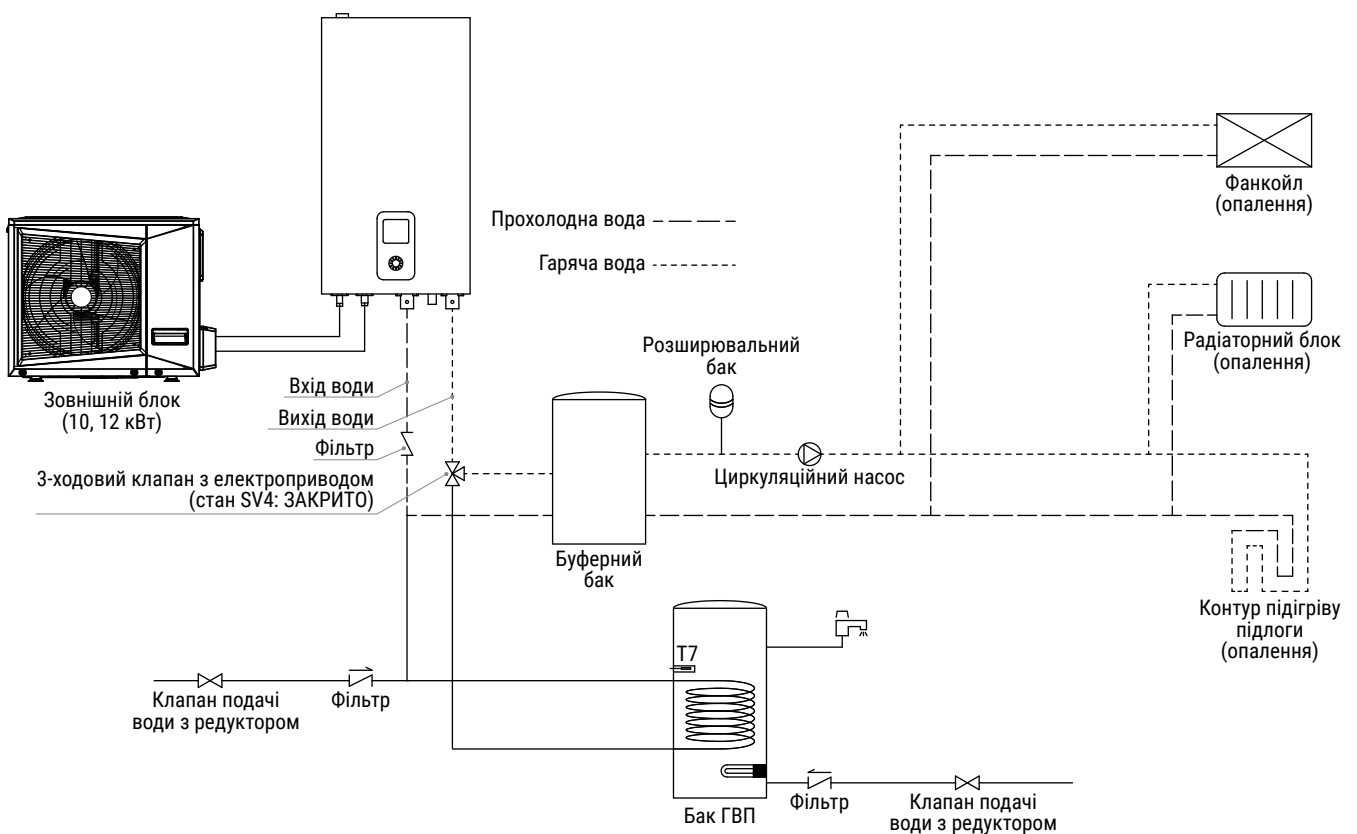 Фанкойл
(опалення)
Прохолодна вода
Гаряча вода
Радіаторний блок
(опалення)
Розширювальний
бак
Зовнішній блок
(10, 12 кВт)
Вхід води
Вихід води
Фільтр
3-ходовий клапан з електроприводом
(стан SV4: ЗАКРИТО)
Циркуляційний насос
Буферний
бак
Контур підігріву
підлоги
(опалення)
T7
Клапан подачі
води з редуктором
Фільтр
Бак ГВП
Фільтр
Клапан подачі
води з редуктором